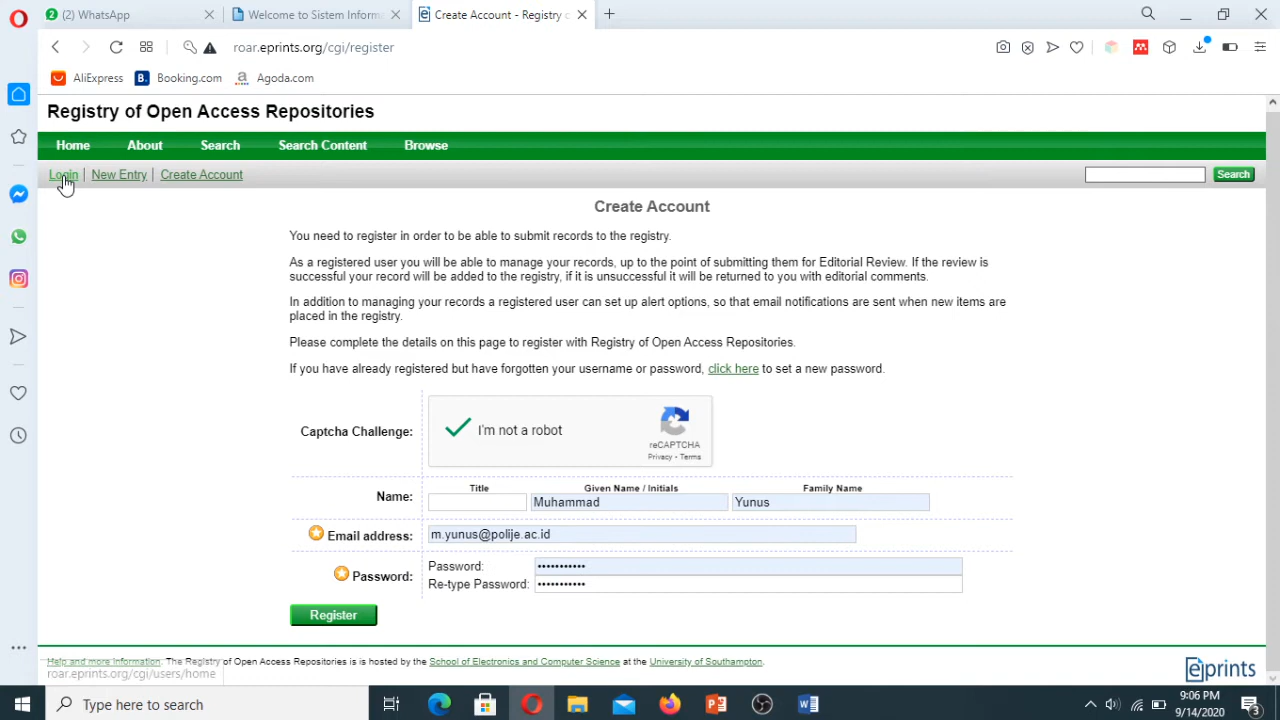 2 (2) WhatsApp
Welcome to Sistem Inform
Create Account - Registry o
roar.eprints.org/cgi/register
AliExpress
B. Booking.com
a Agoda.com
Registry of Open Access Repositories
Home About Search Search Content Browse
Login | New Entry | Create Account
Search
Create Account
You need to register in order to be able to submit records to the registry.
As a registered user you will be able to manage your records, up to the point of submitting them for Editorial Review. If the review is
successful your record will be added to the registry, if it is unsuccessful it will be returned to you with editorial comments.
In addition to managing your records a registered user can set up alert options, so that email notifications are sent when new items are
placed in the registry.
Please complete the details on this page to register with Registry of Open Access Repositories.
If you have already registered but have forgotten your username or password, click here to set a new password.
Captcha Challenge:
I'm not a robot
reCAPTCHA
Privacy - Terms
Title Given Name / Initials Family Name
Name: Muhammad Yunus
Email address: m.yunus@polije.ac.id
Password: Password: •••••••••••
Re-type Password: •••••••••••
Register
Help and more information. The Registry of Open Access Repositories is is hosted by the School of Electronics and Computer Science at the University of Southampton.
roar.eprints.org/cgi/users/home
eprints
Type here to search
9:06 PM
9/14/2020
3